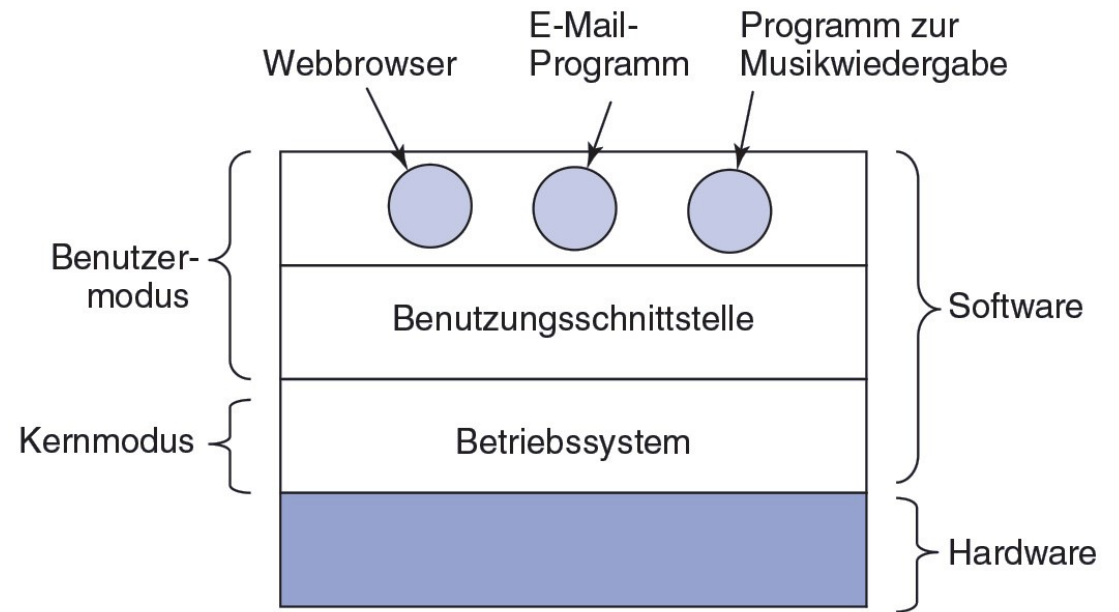 Webbrowser
E-Mail-
Programm
Programm zur
Musikwiedergabe
Benutzer-
modus
Benutzungsschnittstelle
Software
Kernmodus
Betriebssystem
Hardware